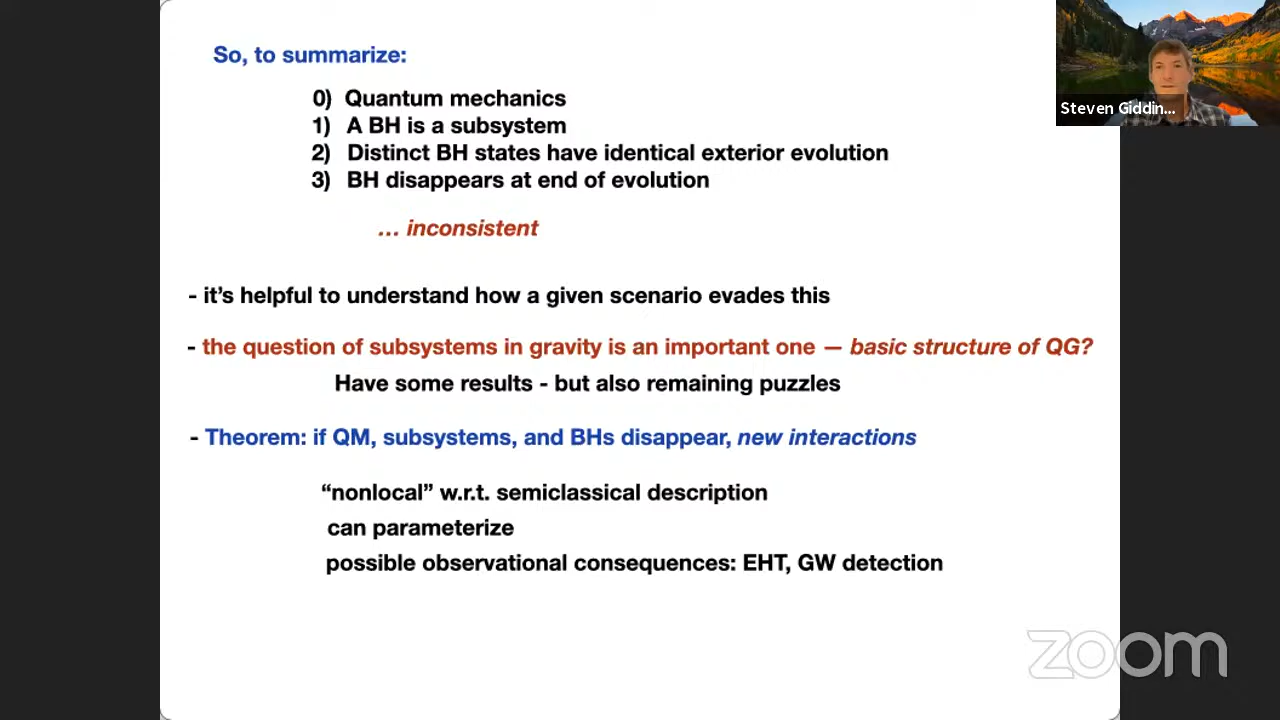 So, to summarize:
0) Quantum mechanics
1) A BH is a subsystem
2) Distinct BH states have identical exterior evolution
3) BH disappears at end of evolution
... inconsistent
- it's helpful to understand how a given scenario evades this
- the question of subsystems in gravity is an important one — basic structure of QG?
Have some results - but also remaining puzzles
- Theorem: if QM, subsystems, and BHs disappear, new interactions
“nonlocal” w.r.t. semiclassical description
can parameterize
possible observational consequences: EHT, GW detection
Steven Giddin...
zoom